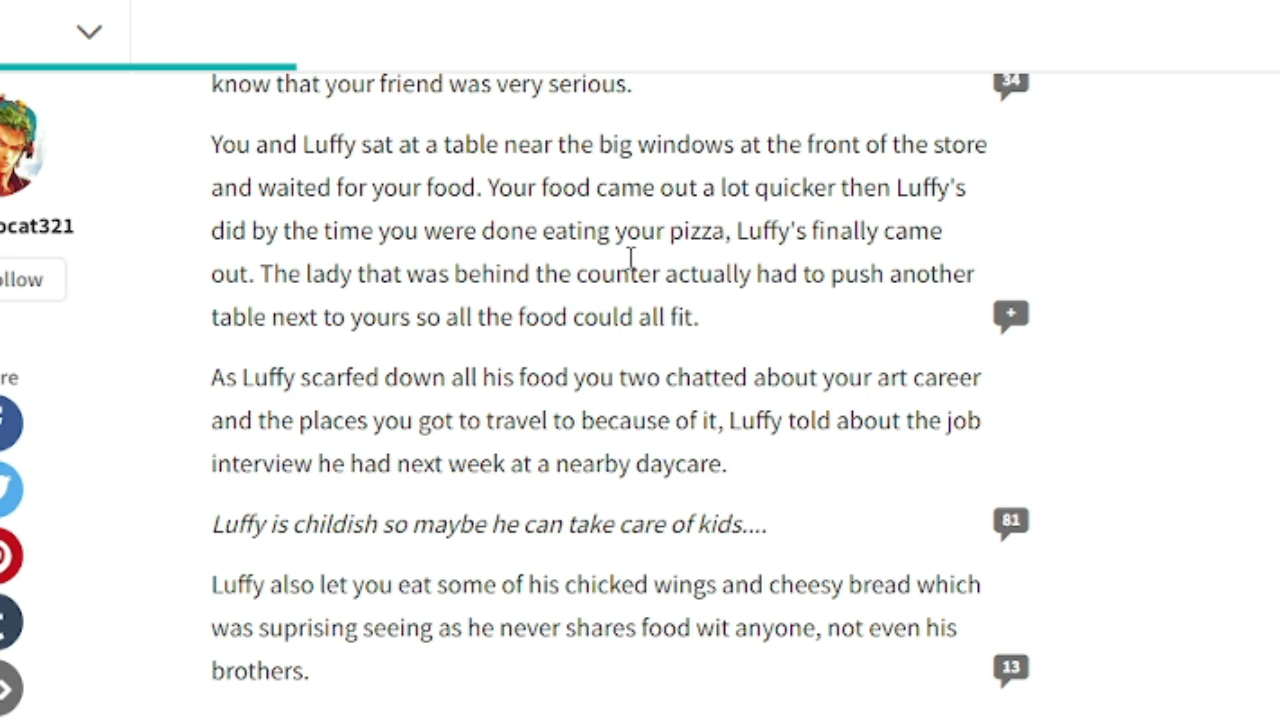 know that your friend was very serious.
34
You and Luffy sat at a table near the big windows at the front of the store
and waited for your food. Your food came out a lot quicker then Luffy's
did by the time you were done eating your pizza, Luffy's finally came
out. The lady that was behind the counter actually had to push another
table next to yours so all the food could all fit.
+
As Luffy scarfed down all his food you two chatted about your art career
and the places you got to travel to because of it, Luffy told about the job
interview he had next week at a nearby daycare.
Luffy is childish so maybe he can take care of kids....
81
Luffy also let you eat some of his chicked wings and cheesy bread which
was suprising seeing as he never shares food wit anyone, not even his
brothers.
13
ocat321
ollow
re